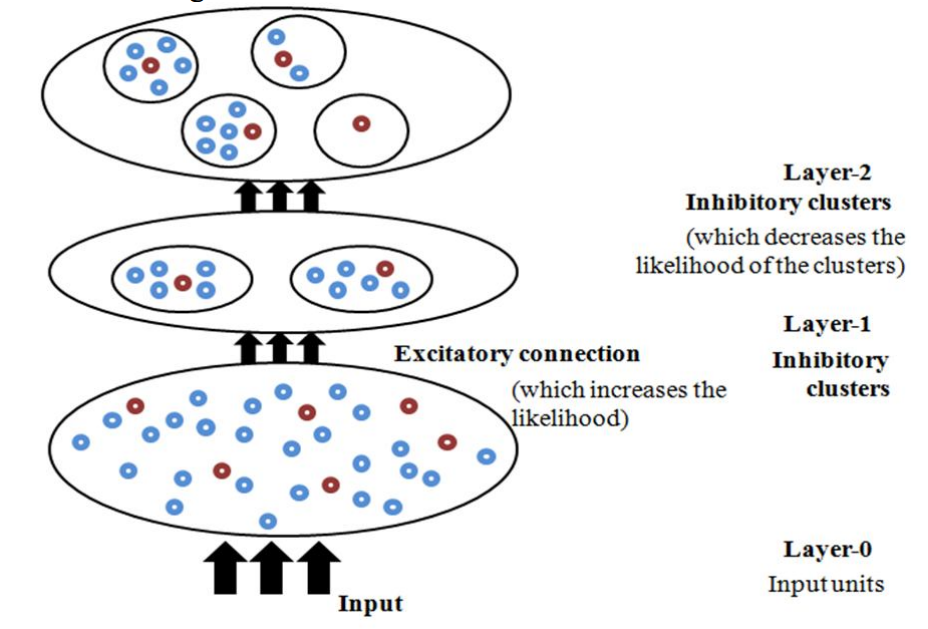 Layer-2
Inhibitory clusters
(which decreases the
likelihood of the clusters)
Layer-1
Excitatory connection
Inhibitory
clusters
(which increases the
likelihood)
Layer-0
Input units
Input